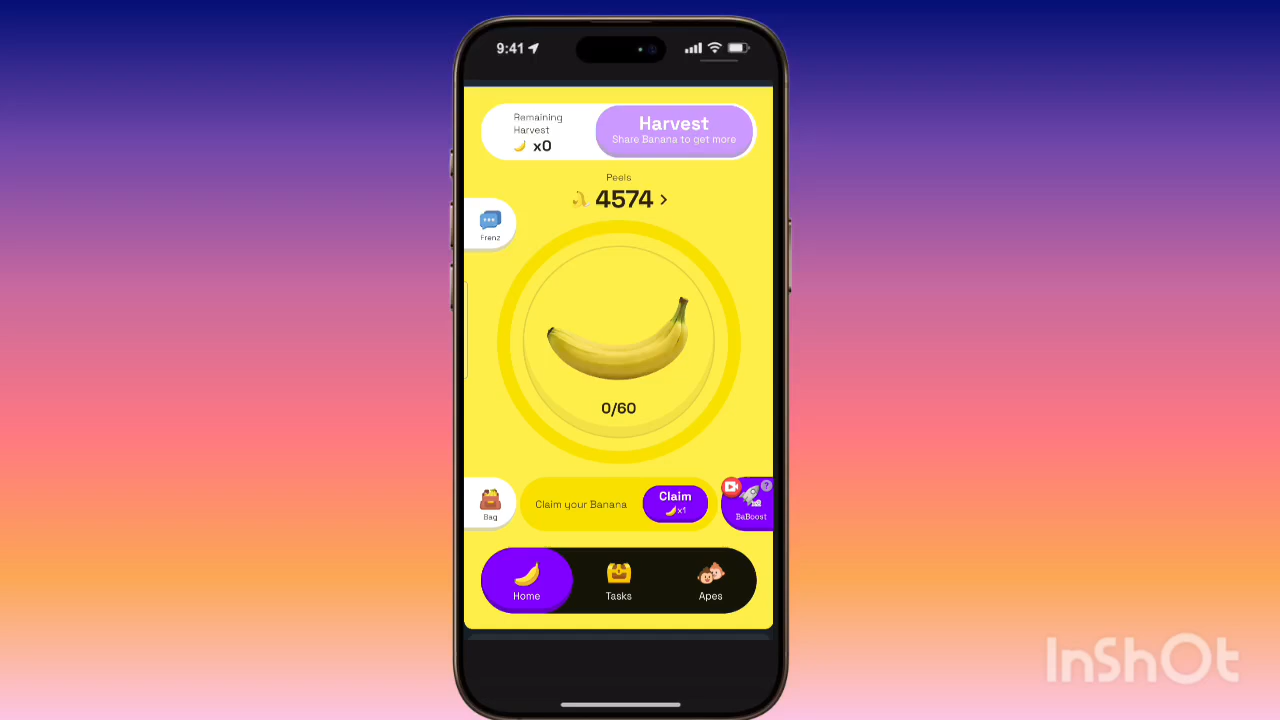 9:41
Remaining
Harvest
x0
Harvest
Share Banana to get more
Peels
4574 >
Frenz
0/60
Bag
Claim your Banana
Claim
x1
?
BaBoost
Home
Tasks
Apes
InShOt